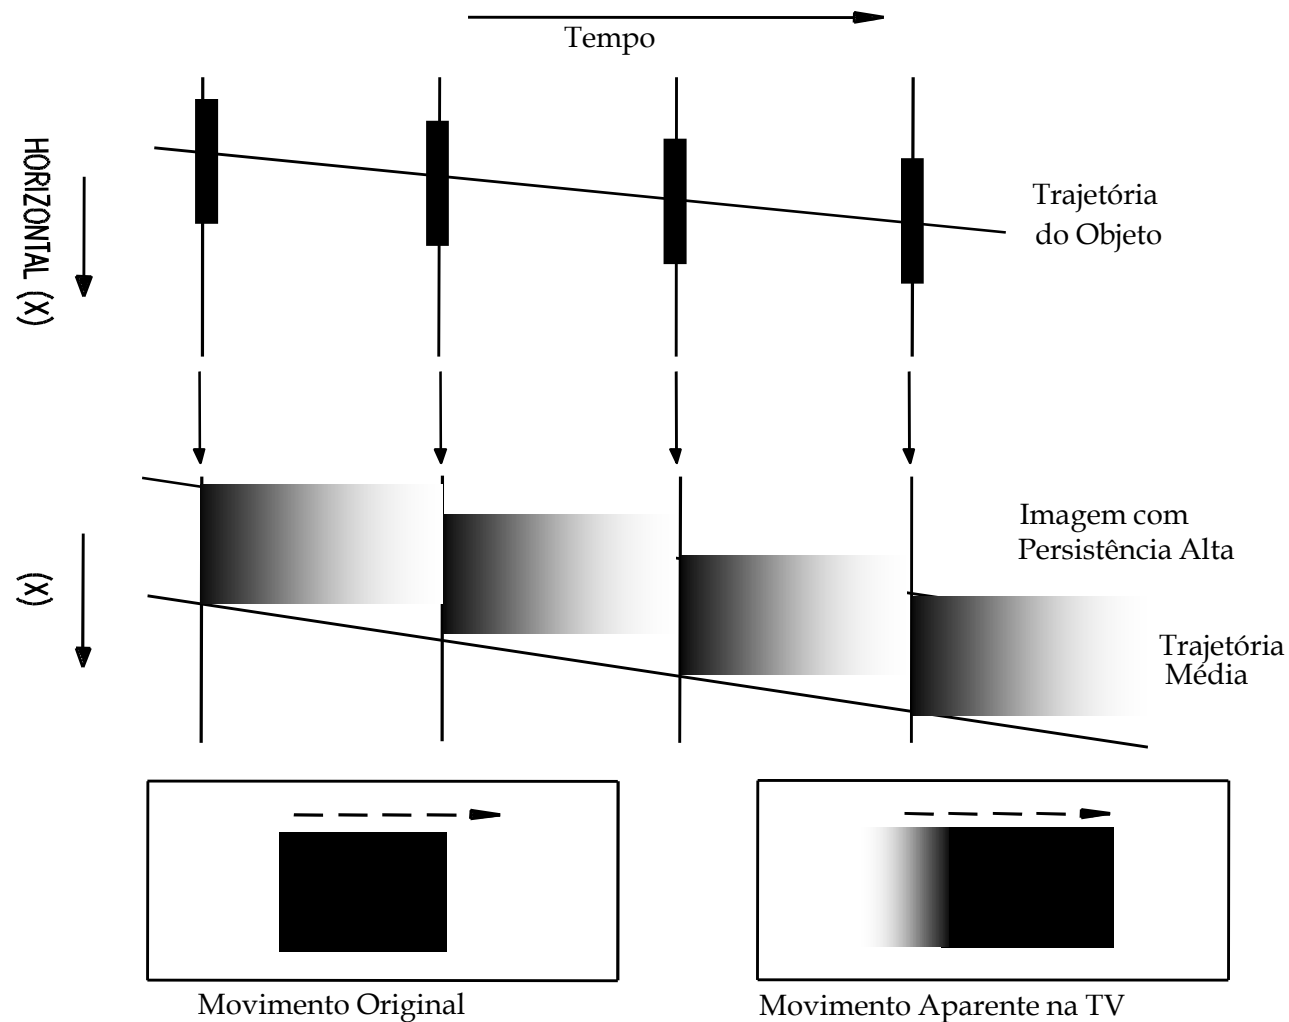 Tempo
HORIZONTAL (X)
Trajetória
do Objeto
Imagem com
Persistência Alta
(X)
Trajetória
Média
Movimento Original
Movimento Aparente na TV